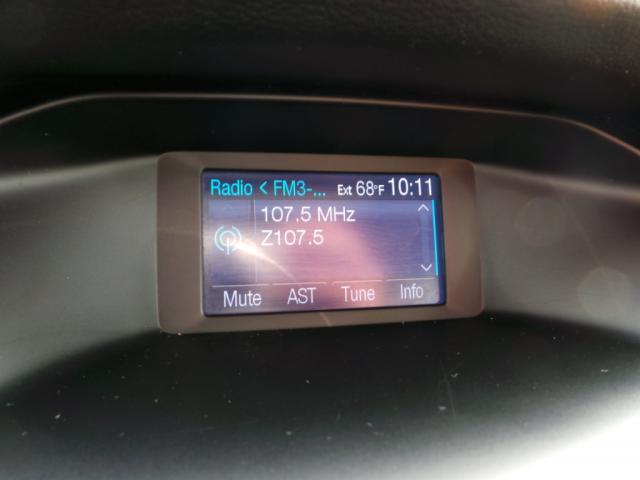 Radio < FM3-... Ext 68°F 10:11
107.5 MHz
Z107.5
Mute AST Tune Info